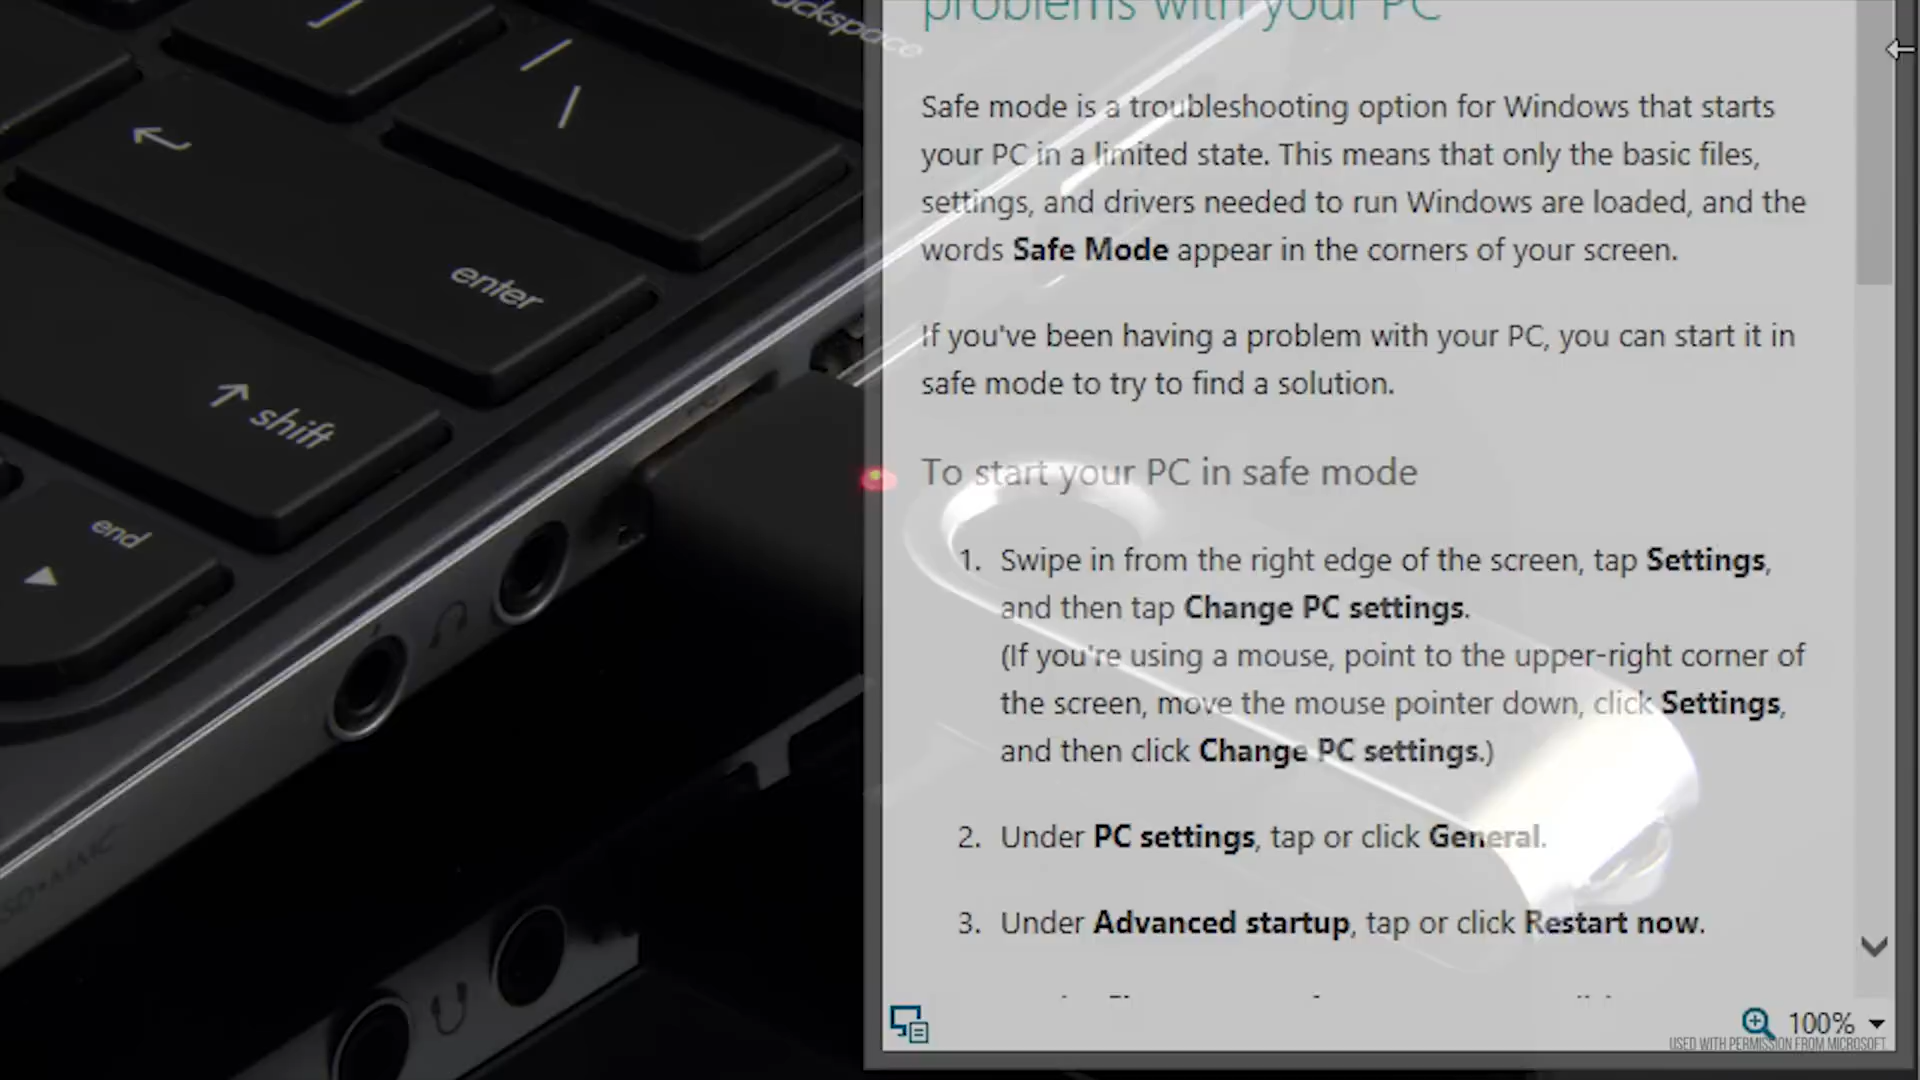 problems with your PC
Backspace
Safe mode is a troubleshooting option for Windows that starts
your PC in a limited state. This means that only the basic files,
settings, and drivers needed to run Windows are loaded, and the
words Safe Mode appear in the corners of your screen.
If you've been having a problem with your PC, you can start it in
safe mode to try to find a solution.
To start your PC in safe mode
1. Swipe in from the right edge of the screen, tap Settings,
and then tap Change PC settings.
(If you're using a mouse, point to the upper-right corner of
the screen, move the mouse pointer down, click Settings,
and then click Change PC settings.)
2. Under PC settings, tap or click General.
3. Under Advanced startup, tap or click Restart now.
100%
USED WITH PERMISSION FROM MICROSOFT.
]
| \
enter
shift
end
SD•MMC